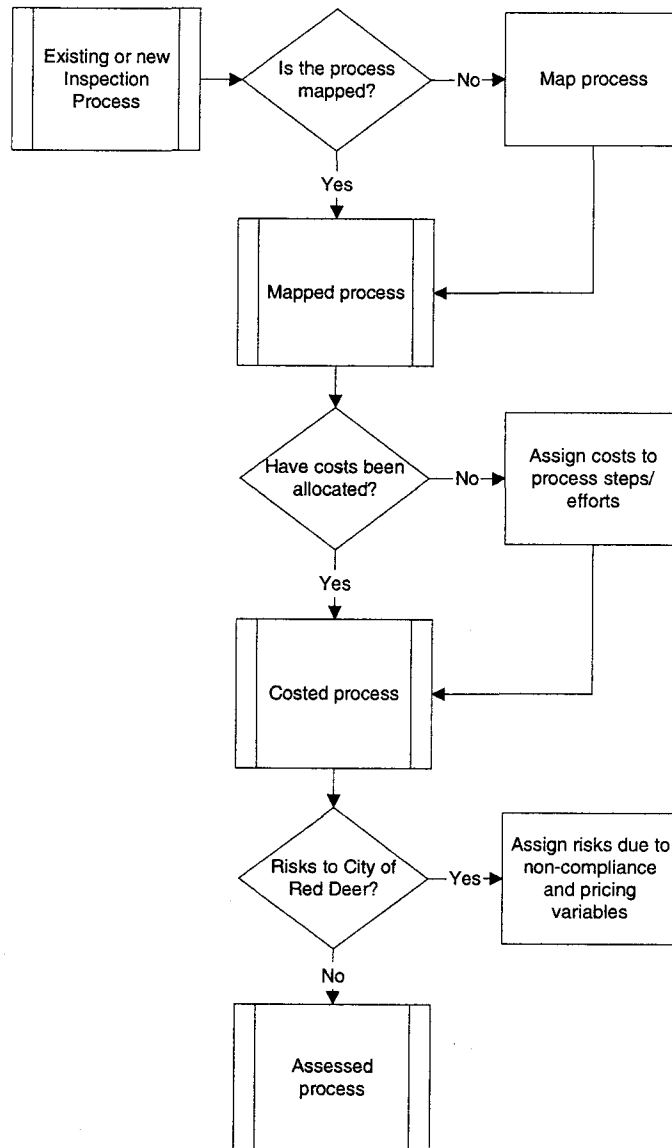 Existing or new
Inspection
Process
Is the process
mapped?
No
Map process
Yes
Mapped process
Have costs been
allocated?
No
Assign costs to
process steps/
efforts
Yes
Costed process
Risks to City of
Red Deer?
Yes
Assign risks due to
non-compliance
and pricing
variables
No
Assessed
process